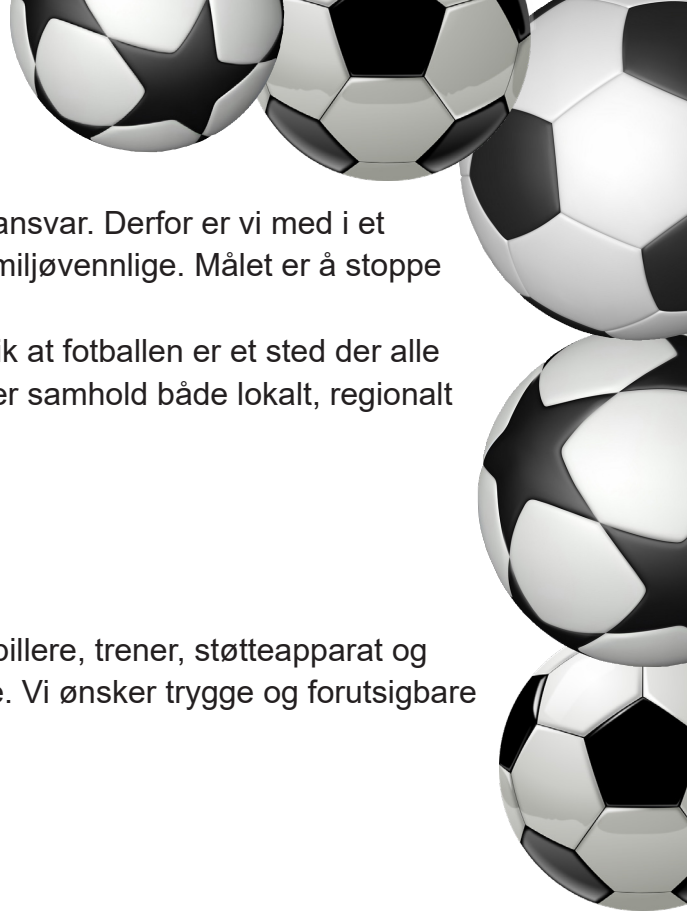 ansvar. Derfor er vi med i et
miljøvennlige. Målet er å stoppe
ik at fotballen er et sted der alle
er samhold både lokalt, regionalt
pillere, trener, støtteapparat og
e. Vi ønsker trygge og forutsigbare